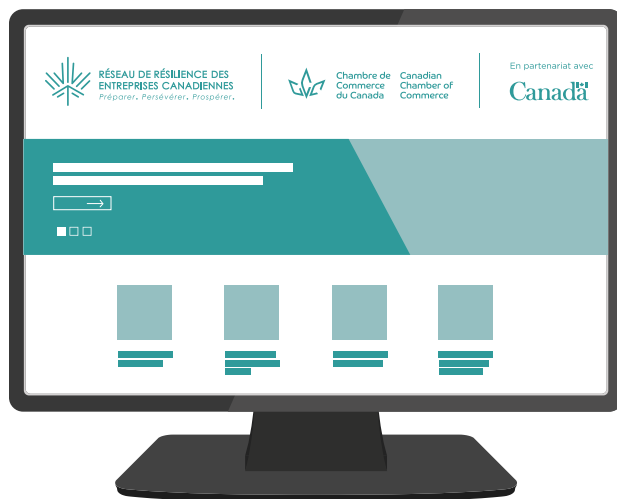 RÉSEAU DE RÉSILIENCE DES
ENTREPRISES CANADIENNES
Préparer. Persévérer. Prospérer.
Chambre de
Commerce
du Canada
Canadian
Chamber of
Commerce
En partenariat avec
Canada